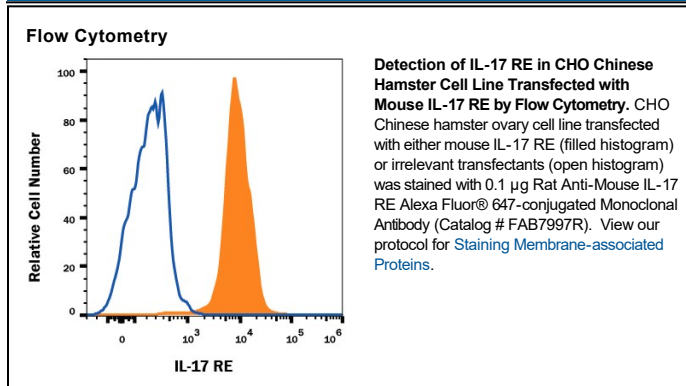 Flow Cytometry
100
80
60
40
20
0
Relative Cell Number
0 10³ 10⁴ 10⁵ 10⁶
IL-17 RE
Detection of IL-17 RE in CHO Chinese
Hamster Cell Line Transfected with
Mouse IL-17 RE by Flow Cytometry. CHO
Chinese hamster ovary cell line transfected
with either mouse IL-17 RE (filled histogram)
or irrelevant transfectants (open histogram)
was stained with 0.1 µg Rat Anti-Mouse IL-17
RE Alexa Fluor® 647-conjugated Monoclonal
Antibody (Catalog # FAB7997R). View our
protocol for Staining Membrane-associated
Proteins.